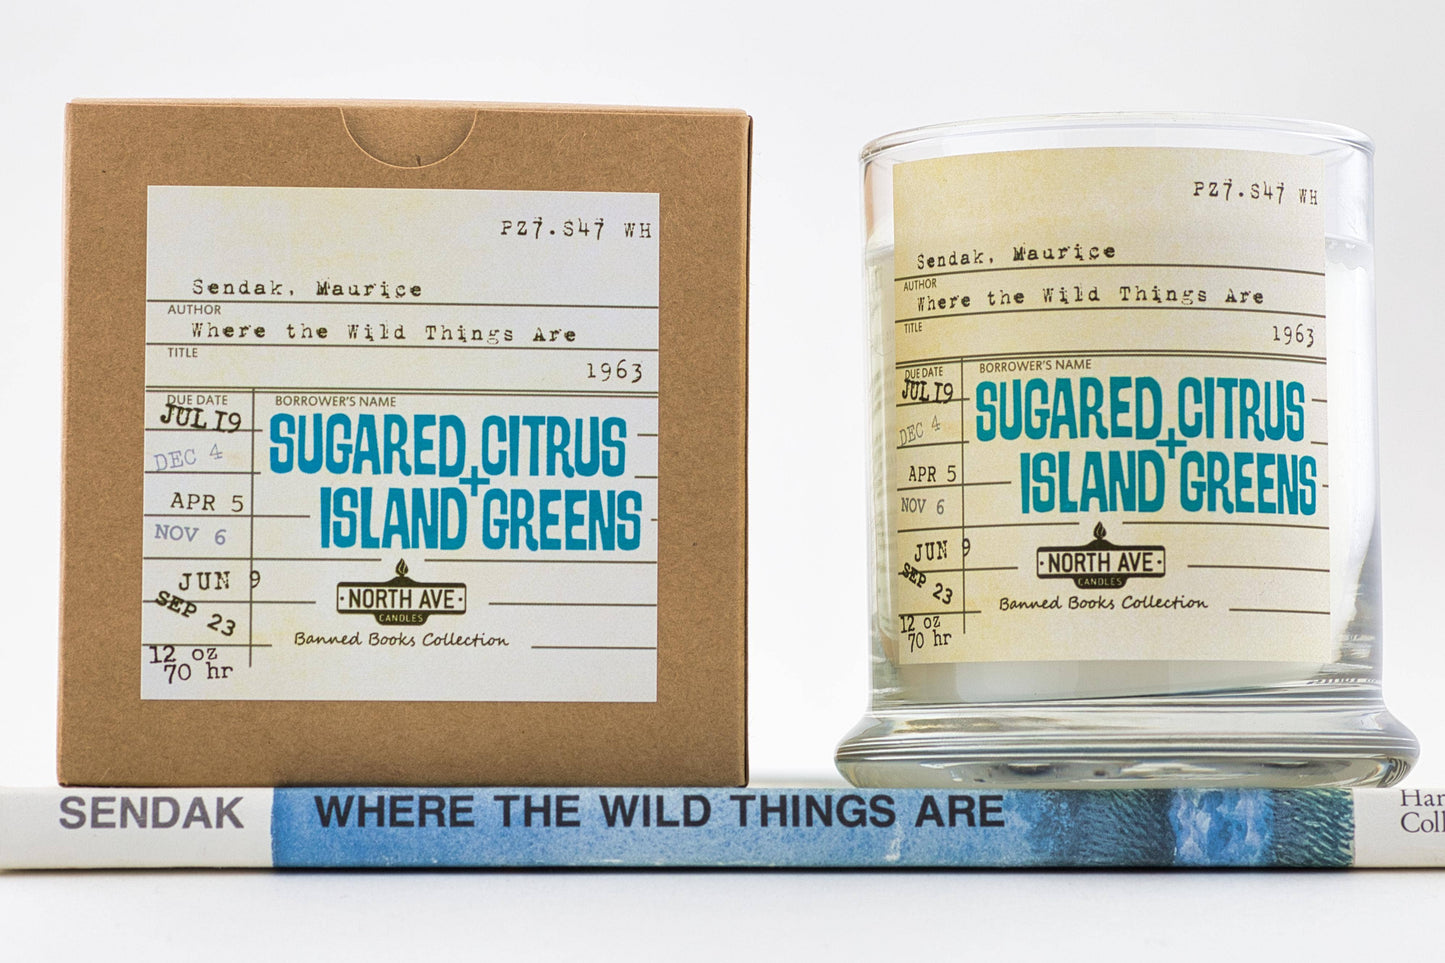 PZ7.S47 WH
Sendak, Maurice
AUTHOR
Where the Wild Things Are
TITLE
1963
DUE DATE
BORROWER'S NAME
JUL 19
SUGARED CITRUS
DEC 4
+
ISLAND GREENS
APR 5
NOV 6
JUN 9
NORTH AVE
CANDLES
SEP 23
Banned Books Collection
12 oz
70 hr
PZ7.S47 WH
Sendak, Maurice
AUTHOR
Where the Wild Things Are
TITLE
1963
DUE DATE
BORROWER'S NAME
JUL 19
SUGARED CITRUS
DEC 4
+
ISLAND GREENS
APR 5
NOV 6
JUN 9
NORTH AVE
CANDLES
SEP 23
Banned Books Collection
12 oz
70 hr
SENDAK WHERE THE WILD THINGS ARE